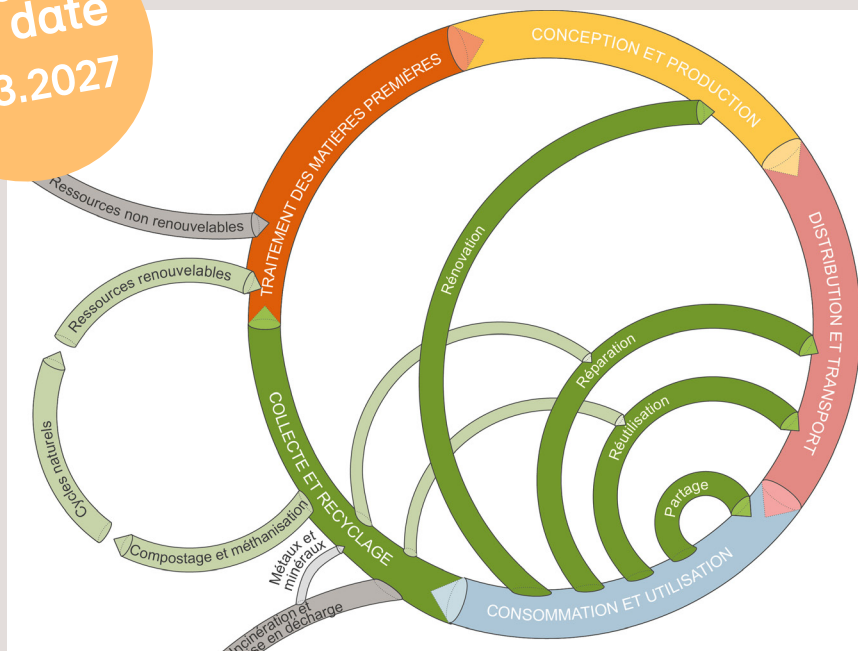 date
3.2027
CONCEPTION ET PRODUCTION
TRAITEMENT DES MATIÈRES PREMIÈRES
DISTRIBUTION ET TRANSPORT
Ressources non renouvelables
Ressources renouvelables
Rénovation
Réparation
Réutilisation
Partage
COLLECTE ET RECYCLAGE
Cycles naturels
Compostage et méthanisation
Métaux et
minéraux
CONSOMMATION ET UTILISATION
Incinération et
se en décharge